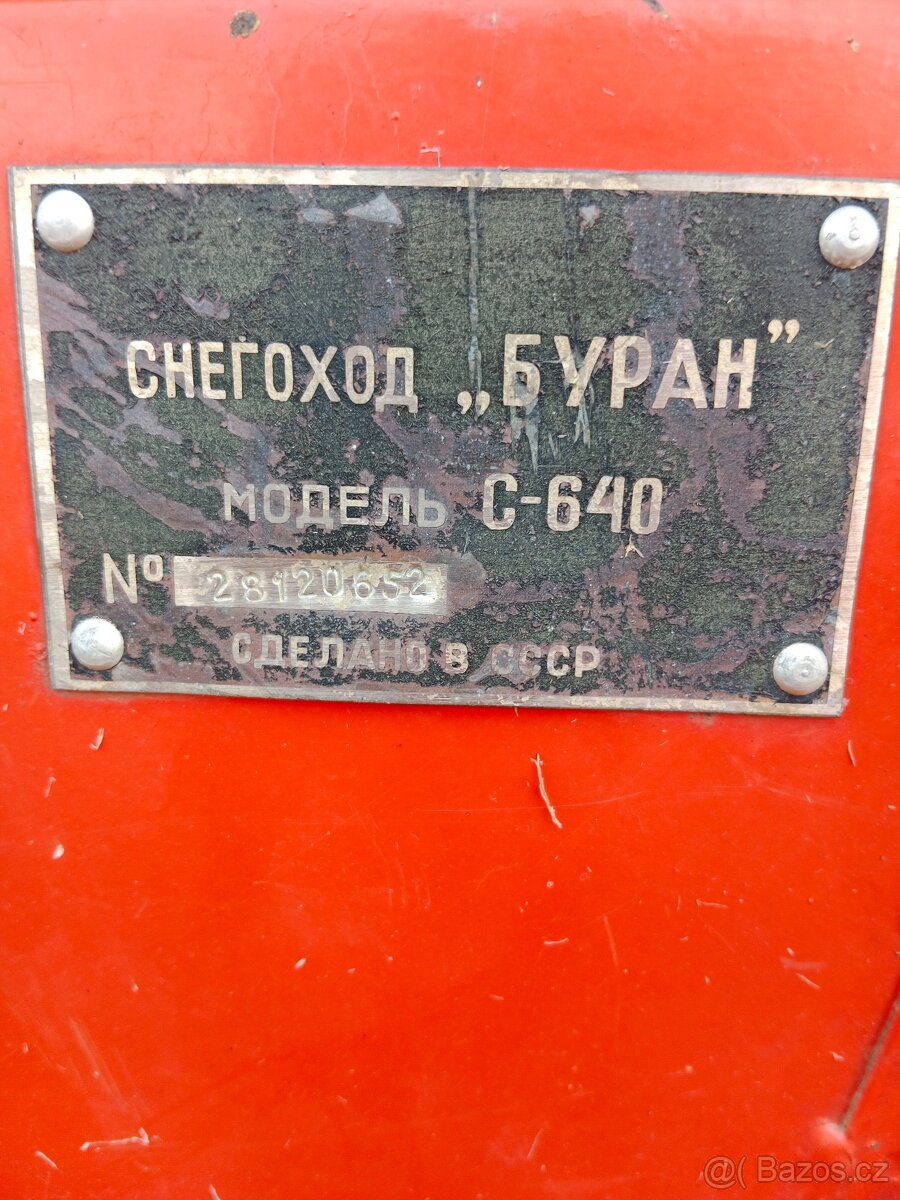 СНЕГОХОД „БУРАН”
МОДЕЛЬ С-640
№ 28120652
СДЕЛАНО В СССР
@( Bazos.cz